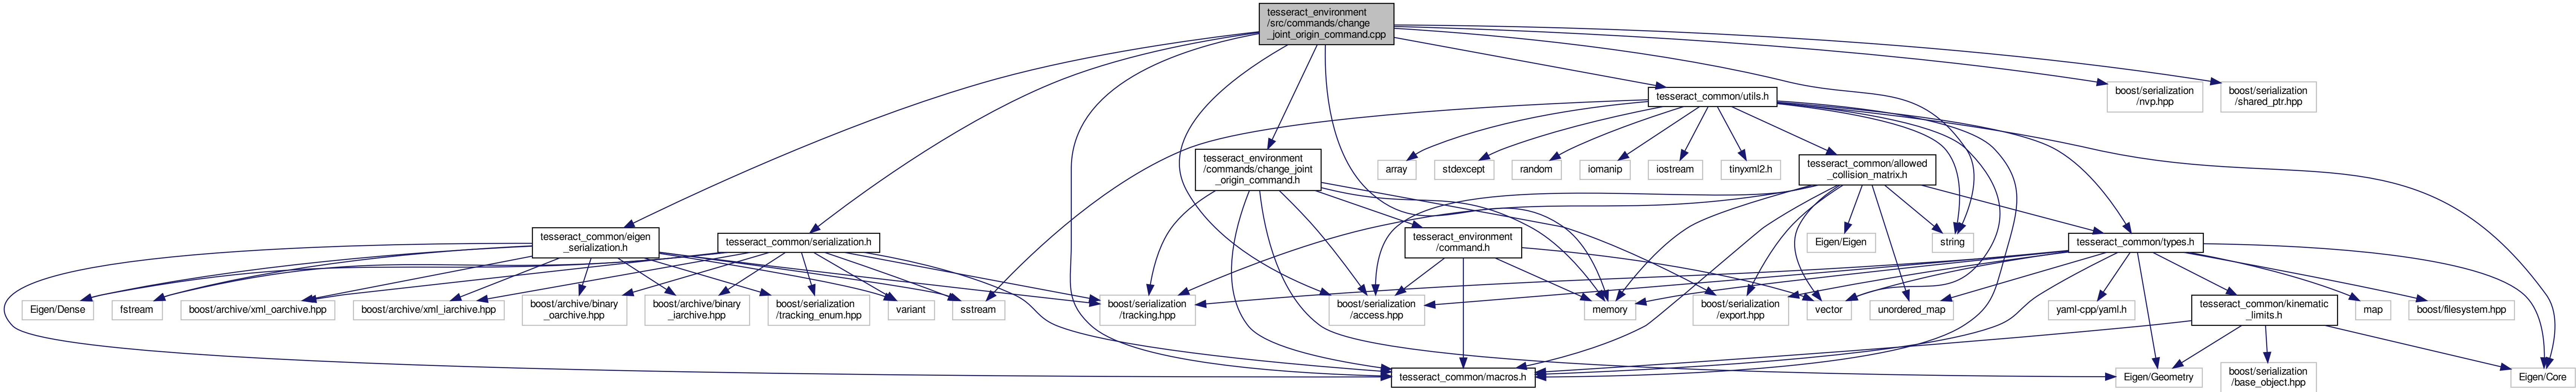 tesseract_environment
/src/commands/change
_joint_origin_command.cpp
boost/serialization
/nvp.hpp
boost/serialization
/shared_ptr.hpp
tesseract_common/utils.h
tesseract_environment
/commands/change_joint
_origin_command.h
array
stdexcept
random
iomanip
iostream
tinyxml2.h
tesseract_common/allowed
_collision_matrix.h
tesseract_common/eigen
_serialization.h
tesseract_common/serialization.h
tesseract_environment
/command.h
Eigen/Eigen
string
tesseract_common/types.h
Eigen/Dense
fstream
boost/archive/xml_oarchive.hpp
boost/archive/xml_iarchive.hpp
boost/archive/binary
_oarchive.hpp
boost/archive/binary
_iarchive.hpp
boost/serialization
/tracking_enum.hpp
variant
sstream
boost/serialization
/tracking.hpp
boost/serialization
/access.hpp
memory
boost/serialization
/export.hpp
vector
unordered_map
yaml-cpp/yaml.h
tesseract_common/kinematic
_limits.h
map
boost/filesystem.hpp
tesseract_common/macros.h
Eigen/Geometry
boost/serialization
/base_object.hpp
Eigen/Core